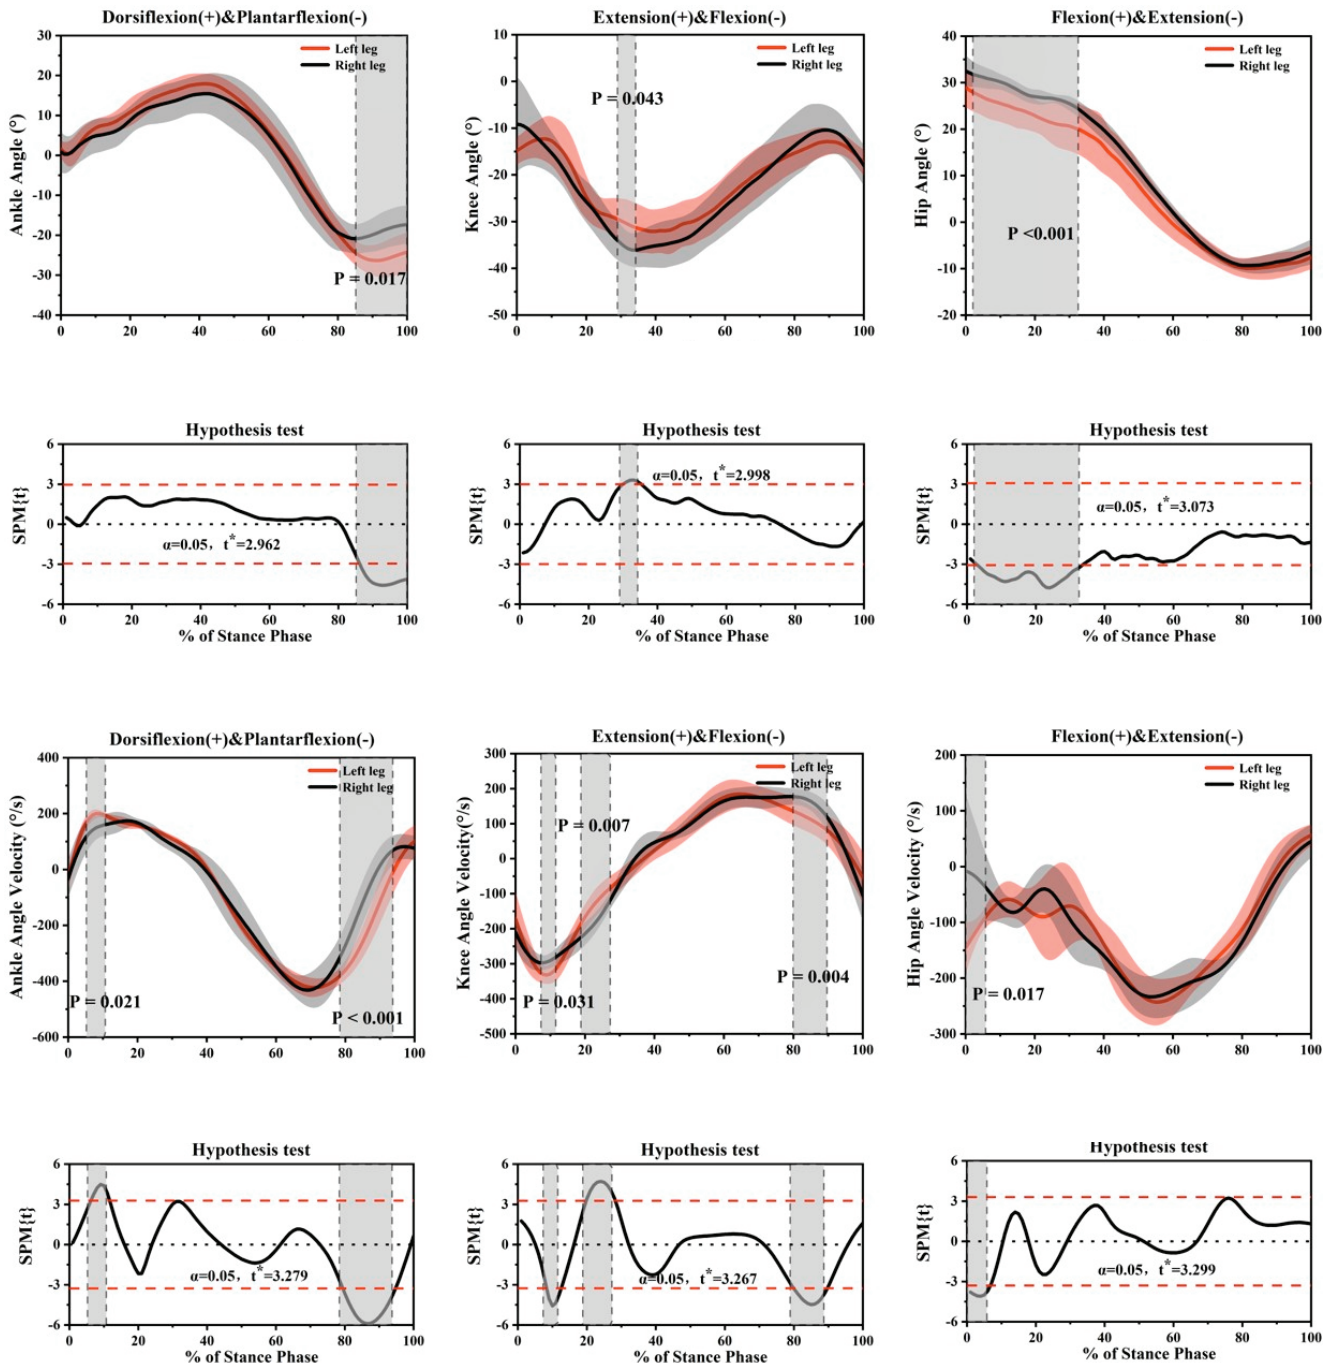 Dorsiflexion(+)&Plantarflexion(-)
Ankle Angle (°)
30
20
10
0
-10
-20
-30
-40
Left leg
Right leg
P = 0.017
0 20 40 60 80 100
Extension(+)&Flexion(-)
Knee Angle (°)
10
0
-10
-20
-30
-40
-50
Left leg
Right leg
P = 0.043
0 20 40 60 80 100
Flexion(+)&Extension(-)
Hip Angle (°)
40
30
20
10
0
-10
-20
Left leg
Right leg
P <0.001
0 20 40 60 80 100
Hypothesis test
SPM{t}
6
3
0
-3
-6
α=0.05, t*=2.962
0 20 40 60 80 100
% of Stance Phase
Hypothesis test
SPM{t}
6
3
0
-3
-6
α=0.05, t*=2.998
0 20 40 60 80 100
% of Stance Phase
Hypothesis test
SPM{t}
6
3
0
-3
-6
α=0.05, t*=3.073
0 20 40 60 80 100
% of Stance Phase
Dorsiflexion(+)&Plantarflexion(-)
Ankle Angle Velocity (°/s)
400
200
0
-200
-400
-600
Left leg
Right leg
P = 0.021
P < 0.001
0 20 40 60 80 100
Extension(+)&Flexion(-)
Knee Angle Velocity(°/s)
300
200
100
0
-100
-200
-300
-400
-500
Left leg
Right leg
P = 0.007
P = 0.004
P = 0.031
0 20 40 60 80 100
Flexion(+)&Extension(-)
Hip Angle Velocity (°/s)
200
100
0
-100
-200
-300
Left leg
Right leg
P = 0.017
0 20 40 60 80 100
Hypothesis test
SPM{t}
6
3
0
-3
-6
α=0.05, t*=3.279
0 20 40 60 80 100
% of Stance Phase
Hypothesis test
SPM{t}
6
3
0
-3
-6
α=0.05, t*=3.267
0 20 40 60 80 100
% of Stance Phase
Hypothesis test
SPM{t}
6
3
0
-3
-6
α=0.05, t*=3.299
0 20 40 60 80 100
% of Stance Phase